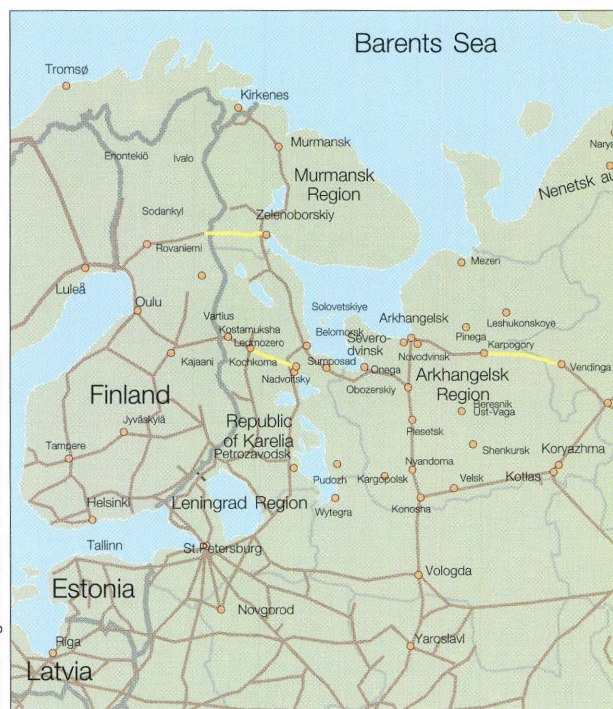 Barents Sea
Tromsø
Kirkenes
Murmansk
Narya
Enontekiö
Ivalo
Murmansk
Region
Nenetsk au
Sodankyl
Zelenoborskiy
Rovaniemi
Mezeri
Luleå
Oulu
Solovetskiye
Leshukonskoye
Vartius
Kostamuksha
Belomorsk
Arkhangelsk
Severo-
dvinsk
Pinega
Ledmozero
Karpogory
Kajaani
Kochkoma
Sumposad
Onega
Novodvinsk
Vendinga
Nadvoitsky
Obozerskiy
Arkhangelsk
Region
Finland
Beresnik
Ust-Vaga
Republic
of Karelia
Plesetsk
Jyväskylä
Petrozavodsk
Shenkursk
Koryazhma
Tampere
Nyandoma
Pudozh
Kargopolsk
Velsk
Kotlas
Helsinki
Leningrad Region
Wytegra
Konosha
Tallinn
St.Petersburg
Vologda
Estonia
Novgprod
Riga
Yaroslavl
Latvia